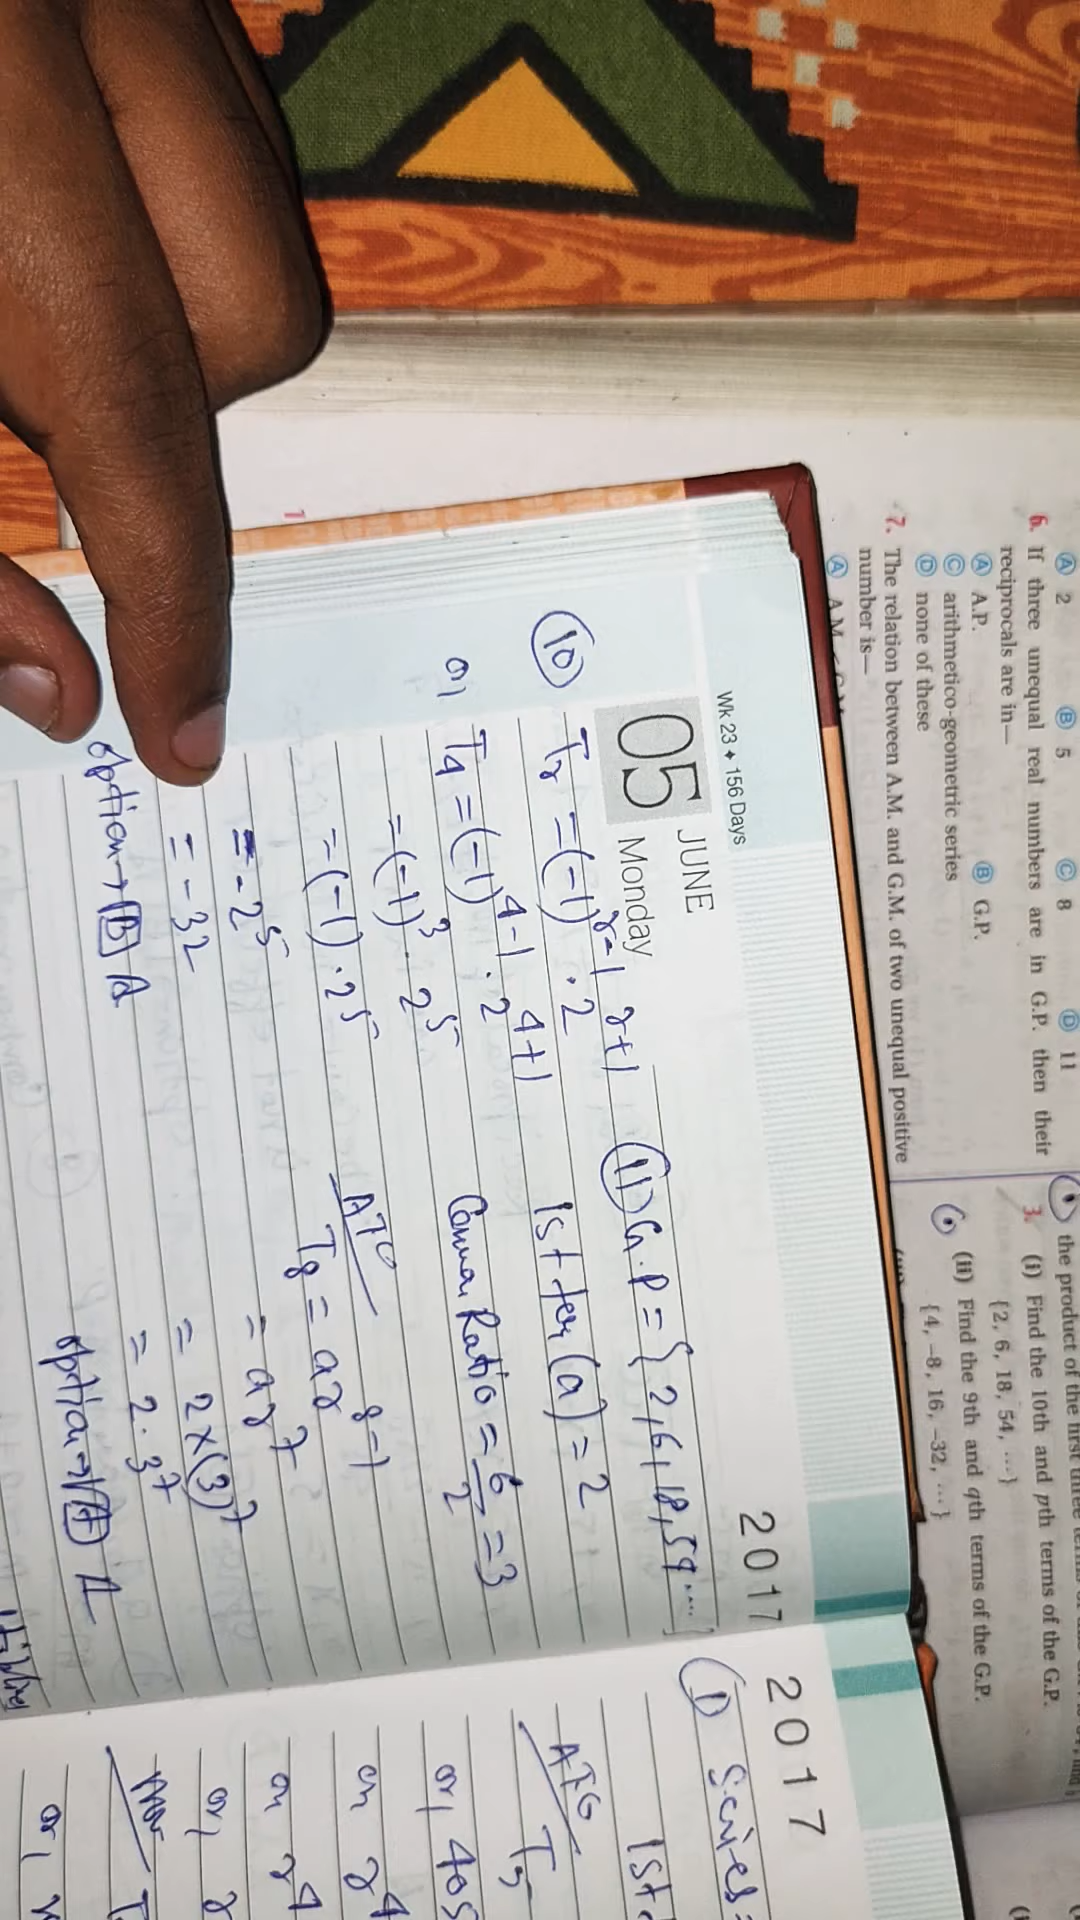 A 2 B 5 C 8 D 11
6. If three unequal real numbers are in G.P. then their
reciprocals are in—
A A.P. B G.P.
C arithmetico-geometric series
D none of these
7. The relation between A.M. and G.M. of two unequal positive
number is—
the product of the first three
3. (i) Find the 10th and pth terms of the G.P.
{2, 6, 18, 54, ...}
(ii) Find the 9th and qth terms of the G.P.
{4, -8, 16, -32, ...}
Wk 23 ✦ 156 Days
05 JUNE
Monday
2017
(10) Tr = (-1)^r-1 . 2^r+1
or, T4 = (-1)^4-1 . 2^4+1
= (-1)^3 . 2^5
= (-1) . 2^5
= -2^5
= -32
option → B A
(11) G.P = { 2, 6, 18, 54 ....}
1st ter (a) = 2
Common Ratio = 6/2 = 3
ATQ
T8 = ar^8-1
= ar^7
= 2×(3)^7
= 2.3^7
option → A A
2017
(1) Series =
1st
ATQ
T5
or, 405
or r^4
or r^4
or, r
Now T
or,